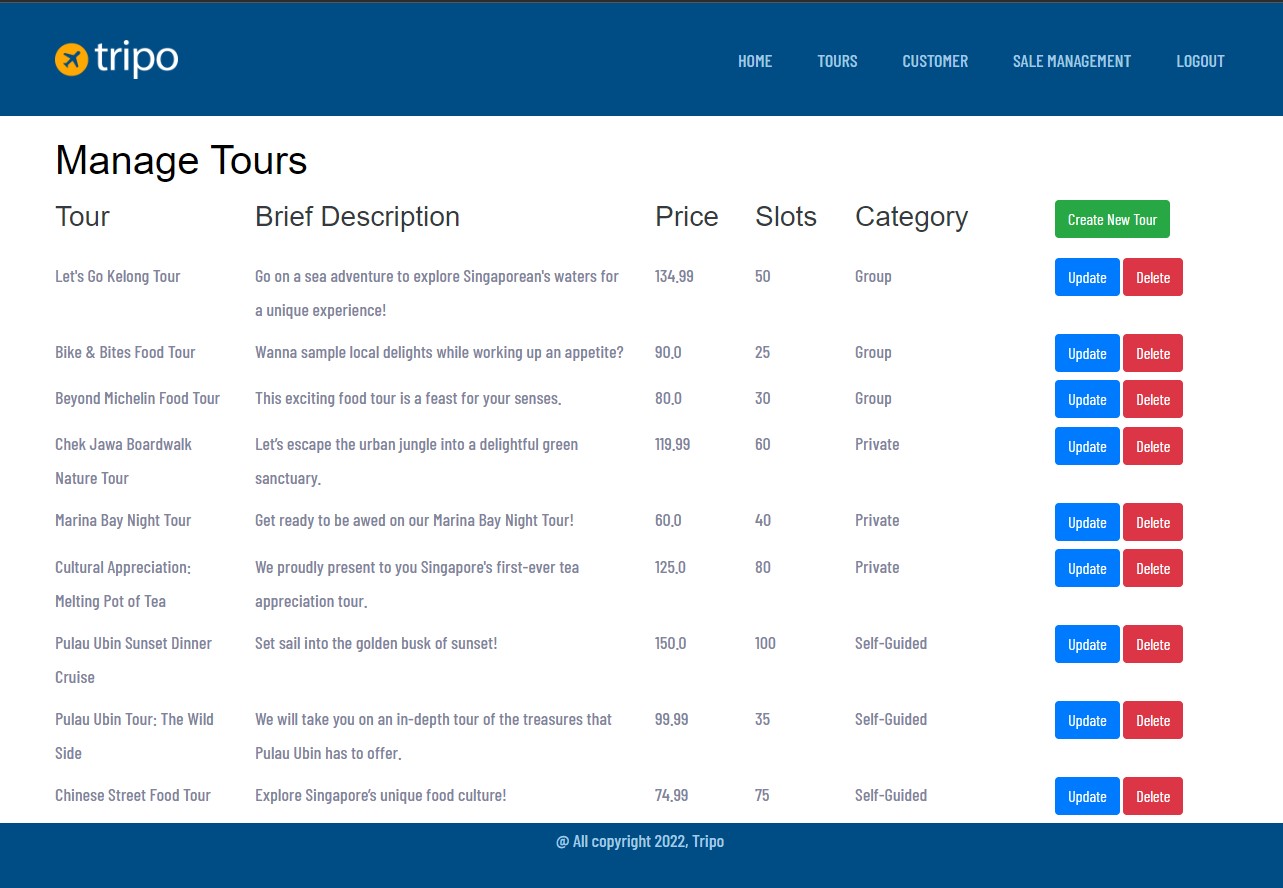 tripo
HOME TOURS CUSTOMER SALE MANAGEMENT LOGOUT
Manage Tours
Tour Brief Description Price Slots Category Create New Tour
Let's Go Kelong Tour Go on a sea adventure to explore Singaporean's waters for 134.99 50 Group Update Delete
a unique experience!
Bike & Bites Food Tour Wanna sample local delights while working up an appetite? 90.0 25 Group Update Delete
Beyond Michelin Food Tour This exciting food tour is a feast for your senses. 80.0 30 Group Update Delete
Chek Jawa Boardwalk Let’s escape the urban jungle into a delightful green 119.99 60 Private Update Delete
Nature Tour sanctuary.
Marina Bay Night Tour Get ready to be awed on our Marina Bay Night Tour! 60.0 40 Private Update Delete
Cultural Appreciation: We proudly present to you Singapore's first-ever tea 125.0 80 Private Update Delete
Melting Pot of Tea appreciation tour.
Pulau Ubin Sunset Dinner Set sail into the golden busk of sunset! 150.0 100 Self-Guided Update Delete
Cruise
Pulau Ubin Tour: The Wild We will take you on an in-depth tour of the treasures that 99.99 35 Self-Guided Update Delete
Side Pulau Ubin has to offer.
Chinese Street Food Tour Explore Singapore’s unique food culture! 74.99 75 Self-Guided Update Delete
@ All copyright 2022, Tripo